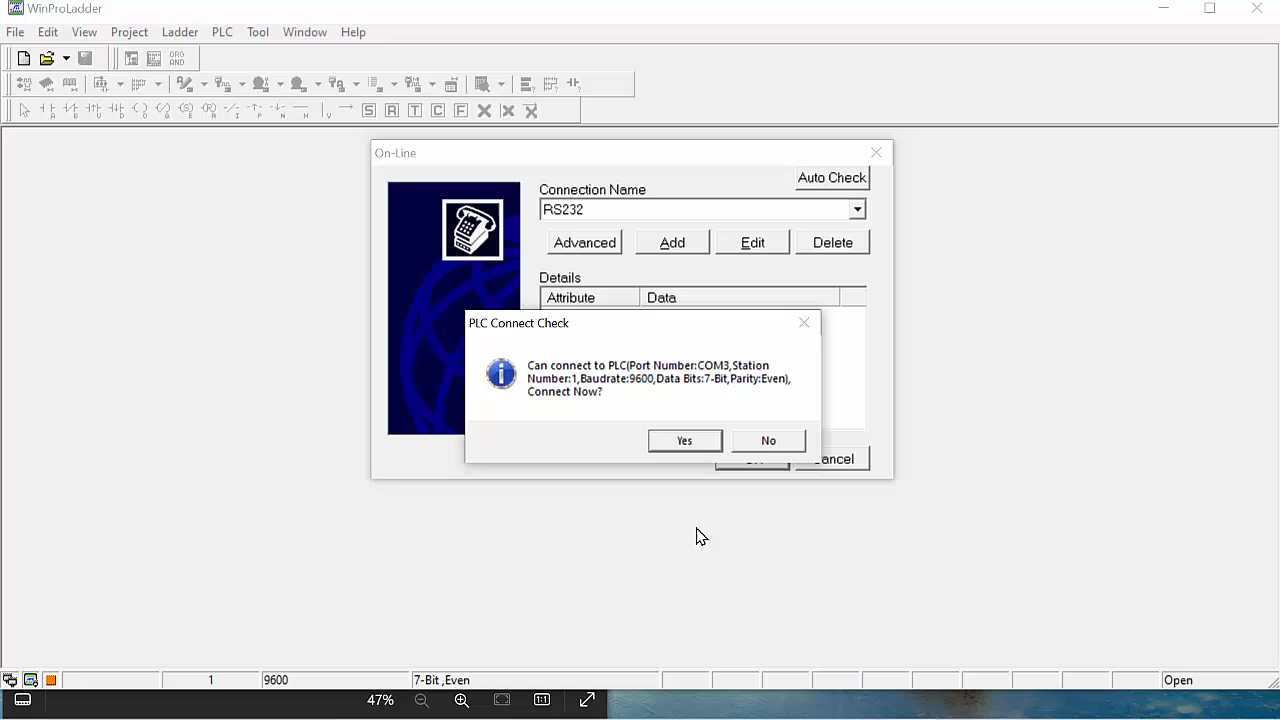 WinProLadder
File Edit View Project Ladder PLC Tool Window Help
ORG
AND
S R T C F
On-Line
Auto Check
Connection Name
RS232
Advanced Add Edit Delete
Details
Attribute Data
PLC Connect Check
Can connect to PLC(Port Number:COM3,Station
Number:1,Baudrate:9600,Data Bits:7-Bit,Parity:Even),
Connect Now?
Yes No
1 9600 7-Bit ,Even Open
47% 1:1